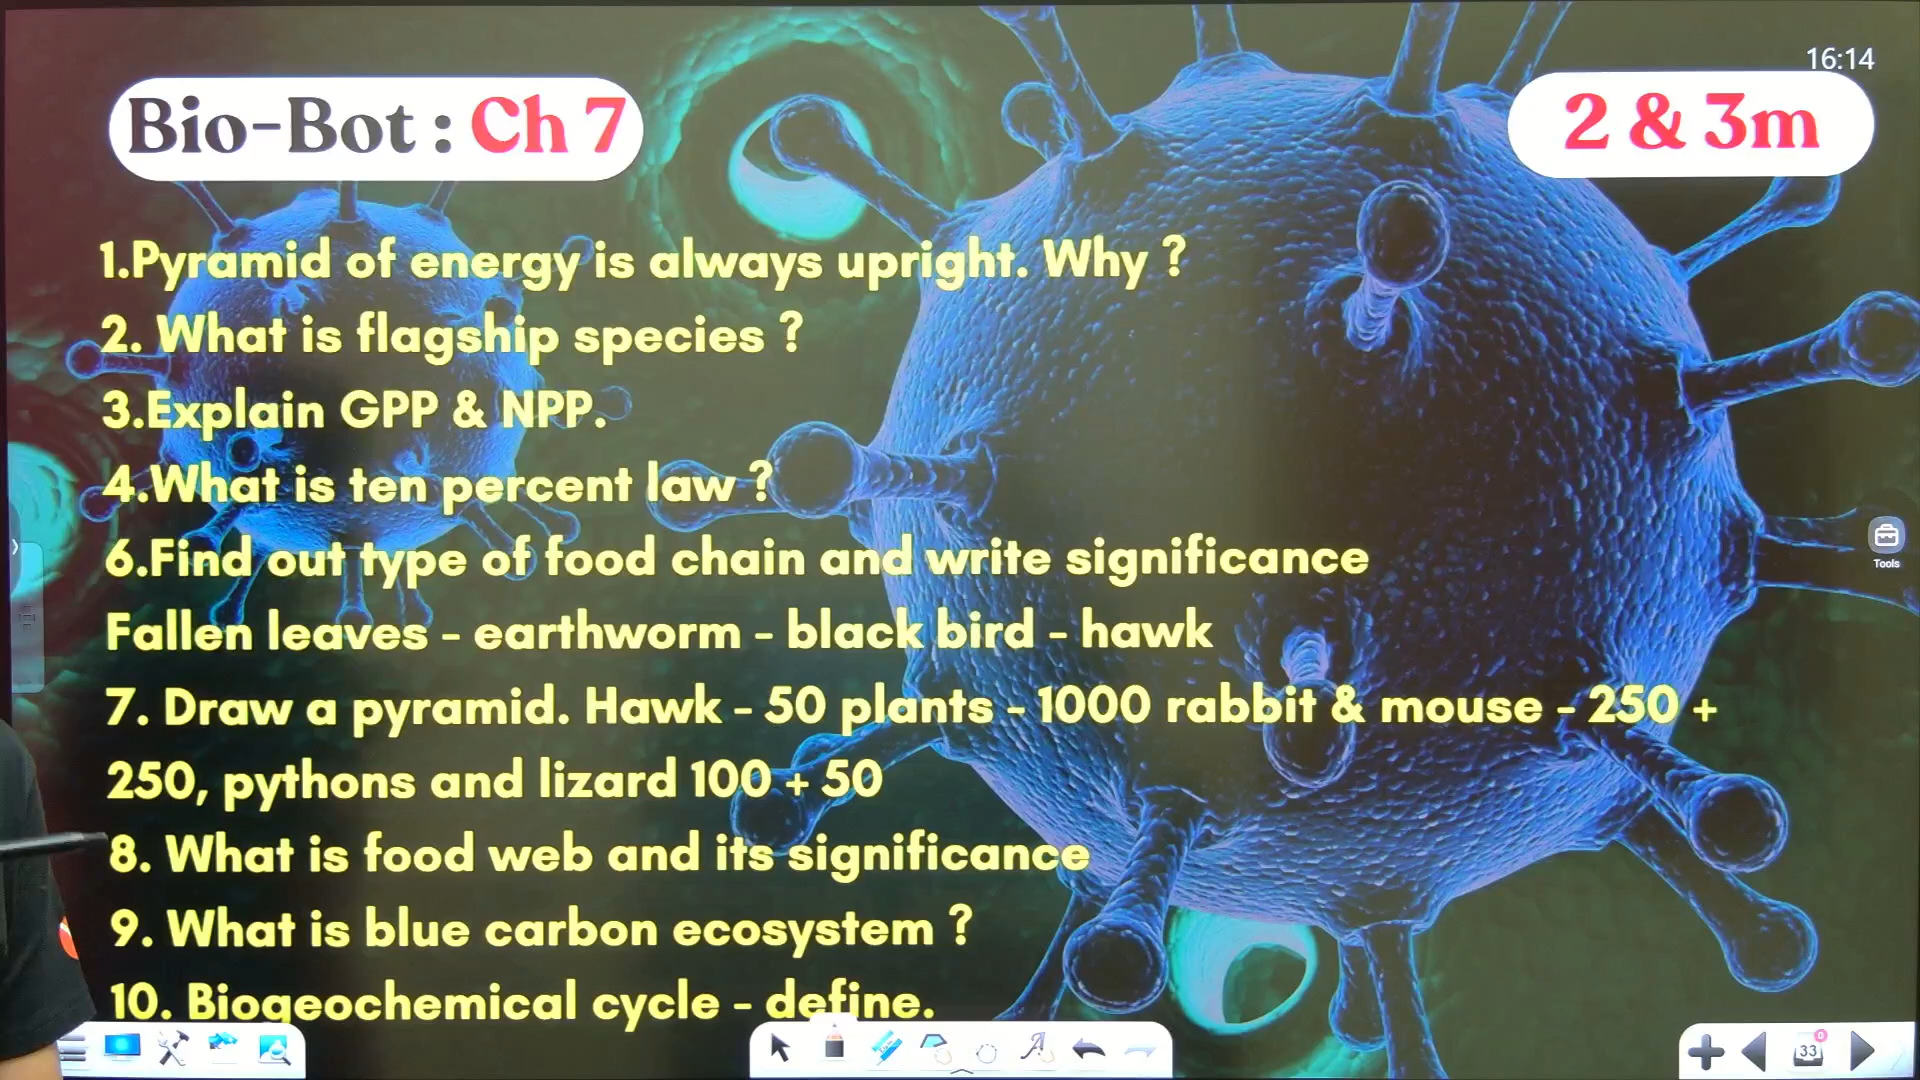 16:14
Bio-Bot : Ch 7
2 & 3m
1.Pyramid of energy is always upright. Why ?
2. What is flagship species ?
3.Explain GPP & NPP.
4.What is ten percent law ?
6.Find out type of food chain and write significance
Fallen leaves - earthworm - black bird - hawk
7. Draw a pyramid. Hawk - 50 plants - 1000 rabbit & mouse - 250 +
250, pythons and lizard 100 + 50
8. What is food web and its significance
9. What is blue carbon ecosystem ?
10. Biogeochemical cycle - define.
Tools
33
0